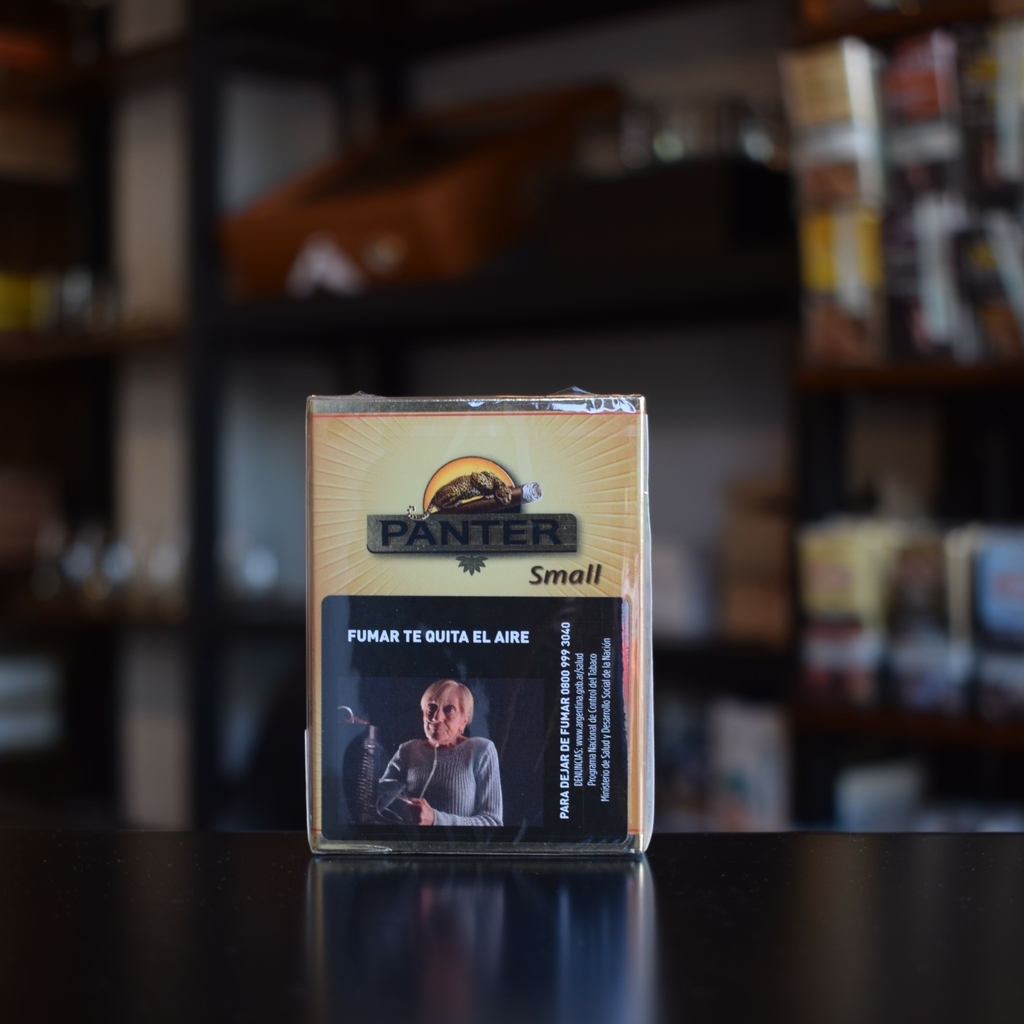 PANTER
Small
FUMAR TE QUITA EL AIRE
PARA DEJAR DE FUMAR 0800 999 3040
DENUNCIAS: www.argentina.gob.ar/salud
Programa Nacional de Control del Tabaco
Ministerio de Salud y Desarrollo Social de la Nación